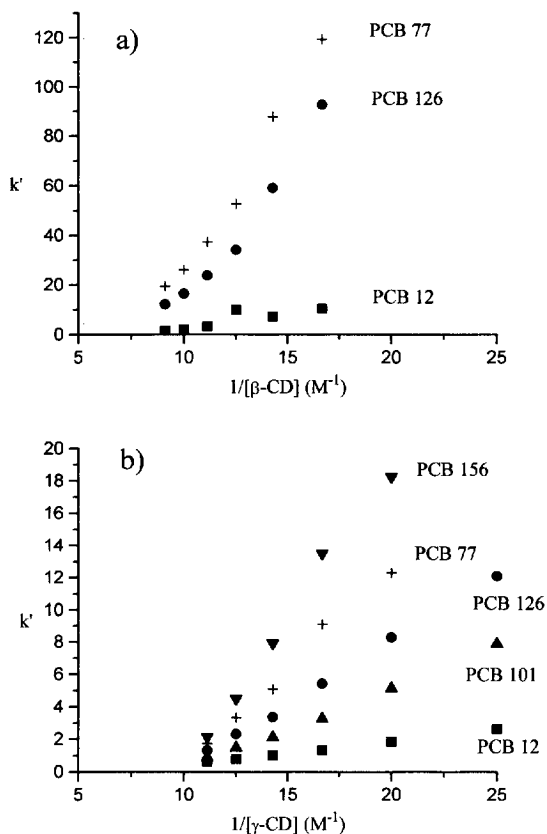 a)
PCB 77
PCB 126
PCB 12
k'
120
100
80
60
40
20
0
5 10 15 20 25
1/[β-CD] (M⁻¹)
b)
PCB 156
PCB 77
PCB 126
PCB 101
PCB 12
k'
20
18
16
14
12
10
8
6
4
2
0
5 10 15 20 25
1/[γ-CD] (M⁻¹)